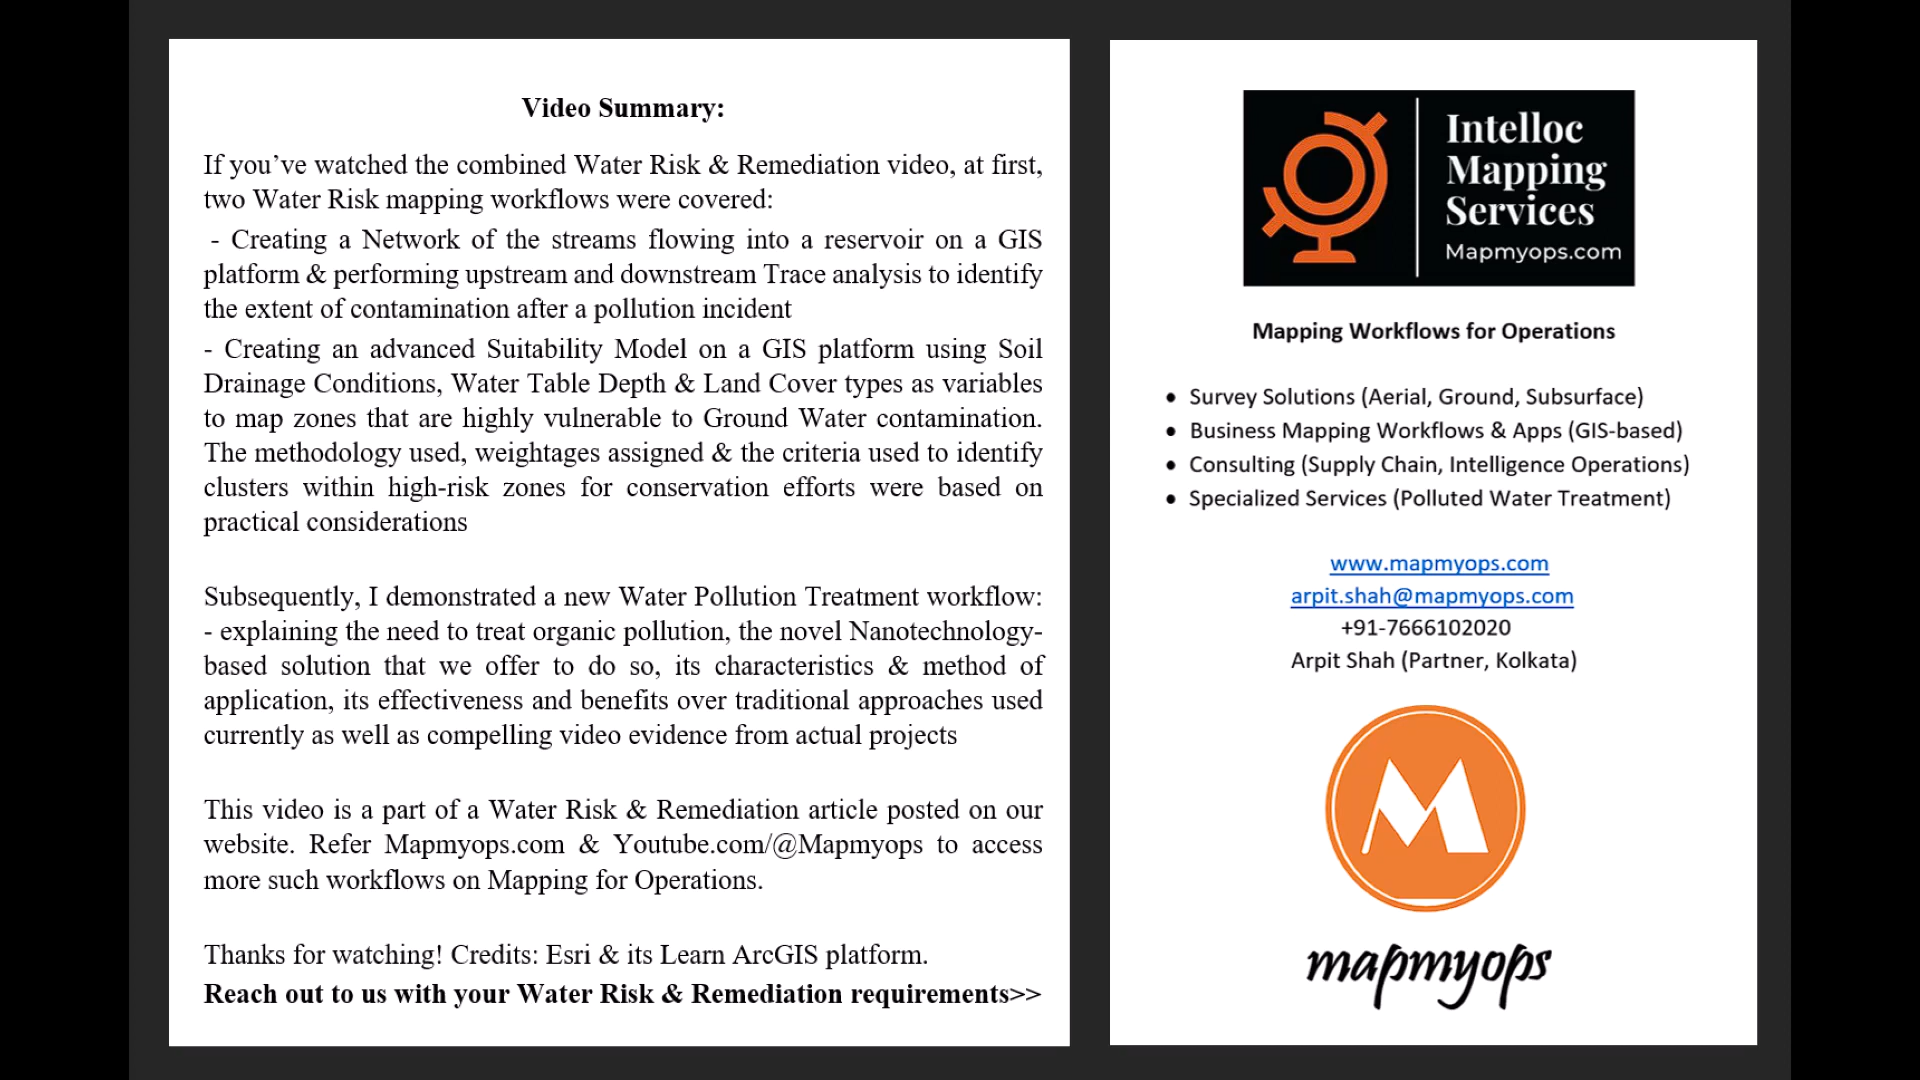 Video Summary:
If you’ve watched the combined Water Risk & Remediation video, at first,
two Water Risk mapping workflows were covered:
- Creating a Network of the streams flowing into a reservoir on a GIS
platform & performing upstream and downstream Trace analysis to identify
the extent of contamination after a pollution incident
- Creating an advanced Suitability Model on a GIS platform using Soil
Drainage Conditions, Water Table Depth & Land Cover types as variables
to map zones that are highly vulnerable to Ground Water contamination.
The methodology used, weightages assigned & the criteria used to identify
clusters within high-risk zones for conservation efforts were based on
practical considerations
Subsequently, I demonstrated a new Water Pollution Treatment workflow:
- explaining the need to treat organic pollution, the novel Nanotechnology-
based solution that we offer to do so, its characteristics & method of
application, its effectiveness and benefits over traditional approaches used
currently as well as compelling video evidence from actual projects
This video is a part of a Water Risk & Remediation article posted on our
website. Refer Mapmyops.com & Youtube.com/@Mapmyops to access
more such workflows on Mapping for Operations.
Thanks for watching! Credits: Esri & its Learn ArcGIS platform.
Reach out to us with your Water Risk & Remediation requirements>>
Intelloc
Mapping
Services
Mapmyops.com
Mapping Workflows for Operations
• Survey Solutions (Aerial, Ground, Subsurface)
• Business Mapping Workflows & Apps (GIS-based)
• Consulting (Supply Chain, Intelligence Operations)
• Specialized Services (Polluted Water Treatment)
www.mapmyops.com
arpit.shah@mapmyops.com
+91-7666102020
Arpit Shah (Partner, Kolkata)
M
mapmyops